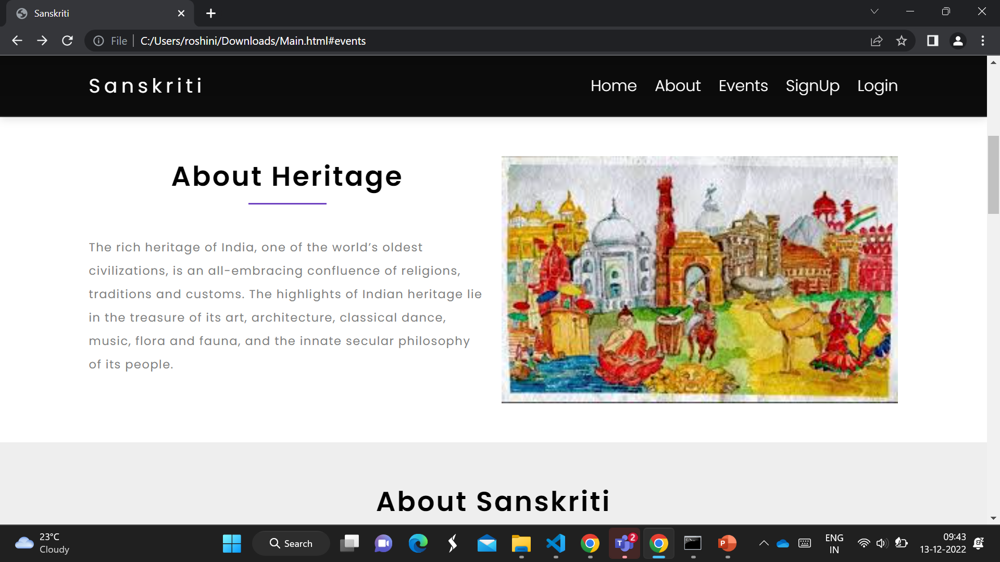 Sanskriti
File
C:/Users/roshini/Downloads/Main.html#events
Sanskriti
Home About Events SignUp Login
About Heritage
The rich heritage of India, one of the world’s oldest
civilizations, is an all-embracing confluence of religions,
traditions and customs. The highlights of Indian heritage lie
in the treasure of its art, architecture, classical dance,
music, flora and fauna, and the innate secular philosophy
of its people.
About Sanskriti
23°C
Cloudy
Search
T
2
P
ENG
IN
09:43
13-12-2022